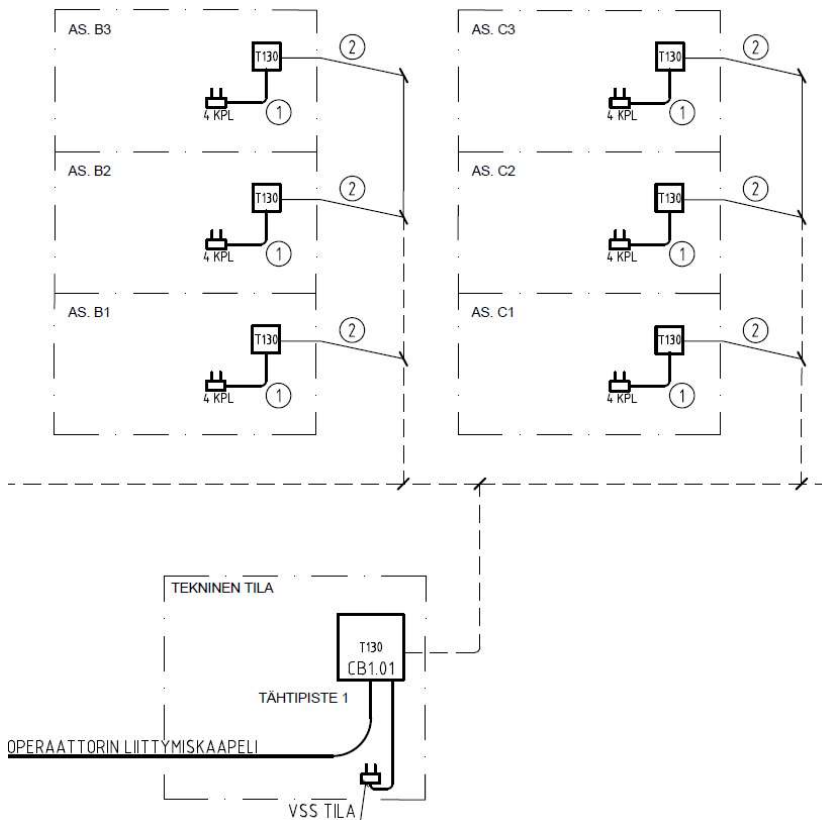 AS. B3
T130
2
4 KPL
1
AS. C3
T130
2
4 KPL
1
AS. B2
T130
2
4 KPL
1
AS. C2
T130
2
4 KPL
1
AS. B1
T130
2
4 KPL
1
AS. C1
T130
2
4 KPL
1
TEKNINEN TILA
T130
CB1.01
TÄHTIPISTE 1
OPERAATTORIN LIITTYMISKAAPELI
VSS TILA